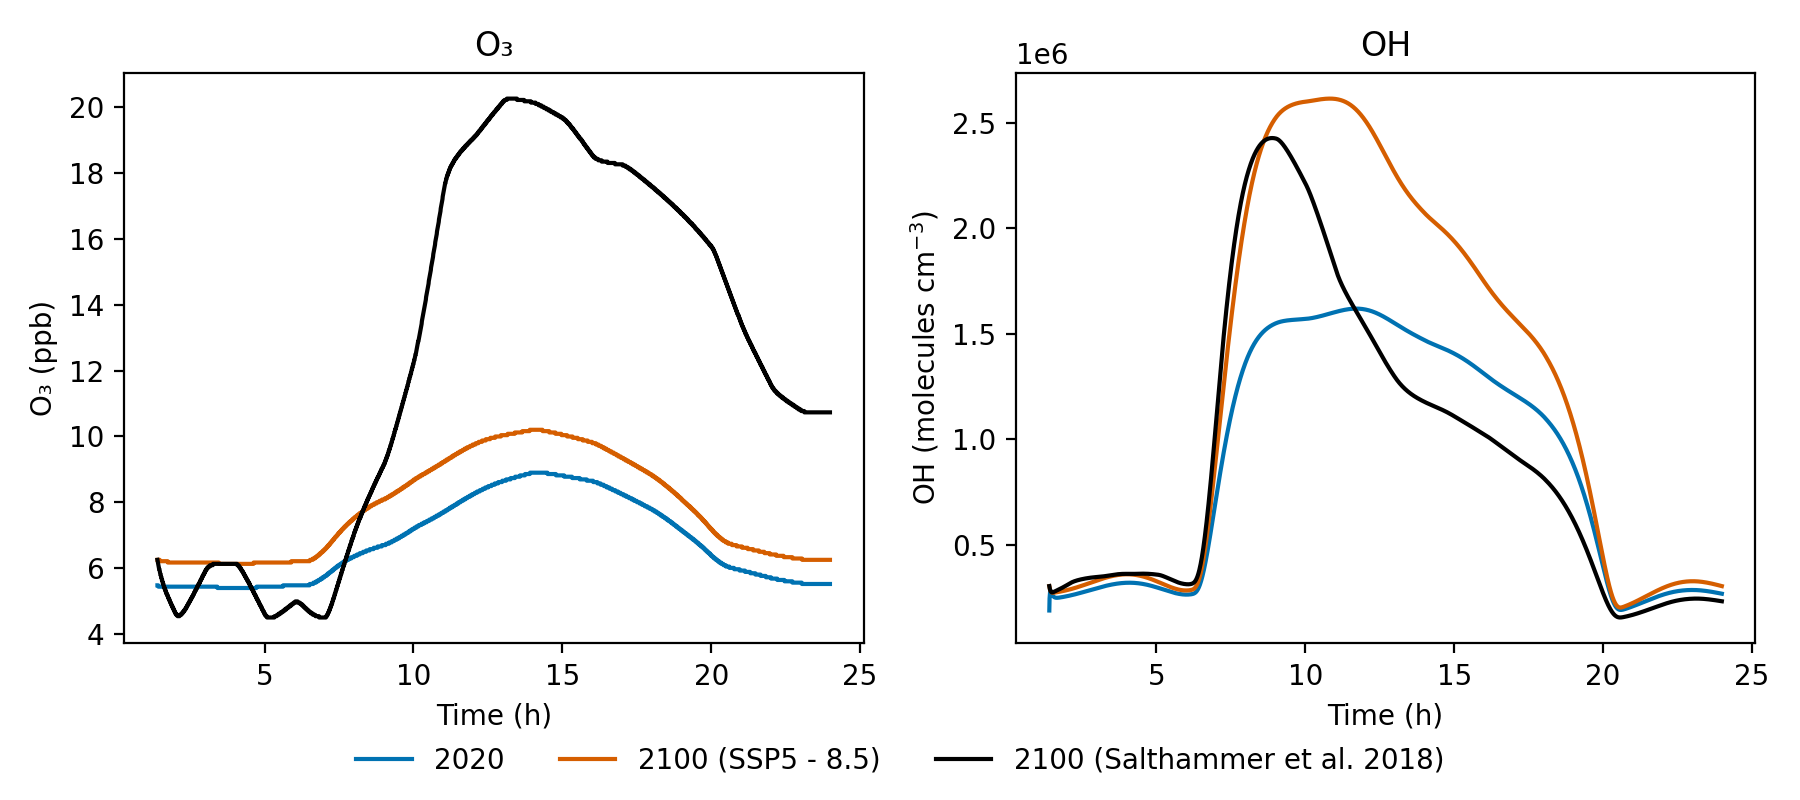 O₃
20
18
16
14
12
10
8
6
4
O₃ (ppb)
5 10 15 20 25
Time (h)
OH
1e6
2.5
2.0
1.5
1.0
0.5
OH (molecules cm⁻³)
5 10 15 20 25
Time (h)
2020 2100 (SSP5 - 8.5) 2100 (Salthammer et al. 2018)